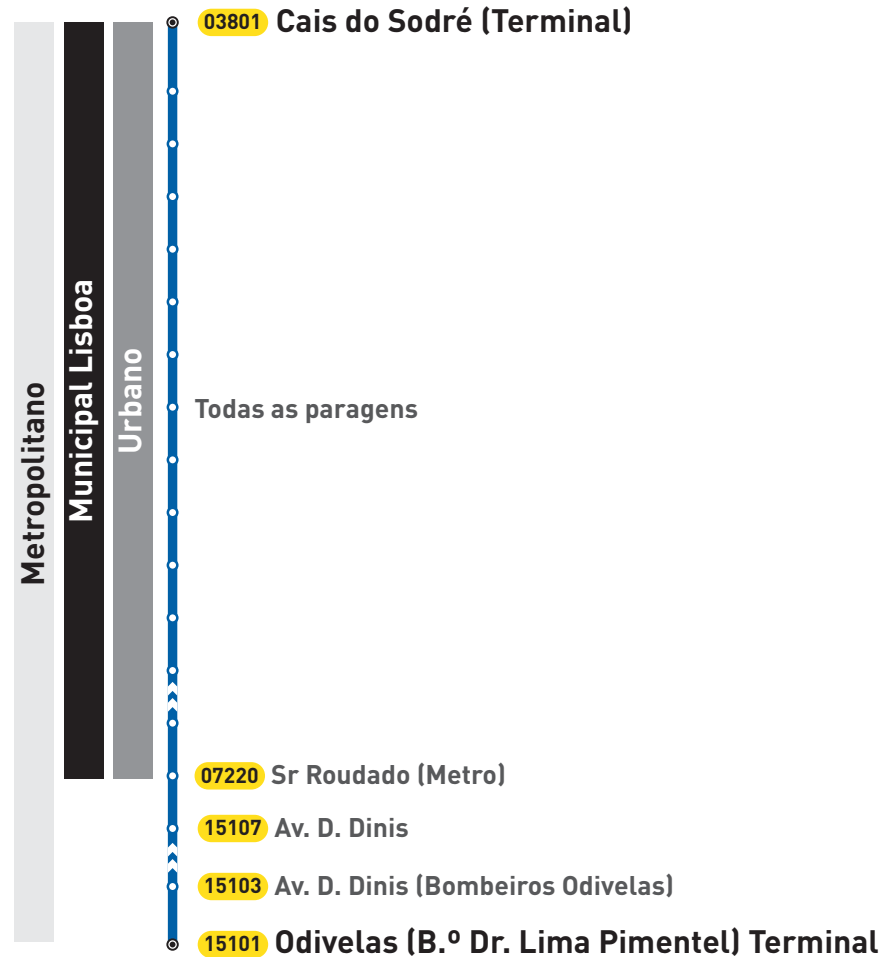 Metropolitano
Municipal Lisboa
Urbano
03801 Cais do Sodré (Terminal)
Todas as paragens
07220 Sr Roudado (Metro)
15107 Av. D. Dinis
15103 Av. D. Dinis (Bombeiros Odivelas)
15101 Odivelas (B.º Dr. Lima Pimentel) Terminal